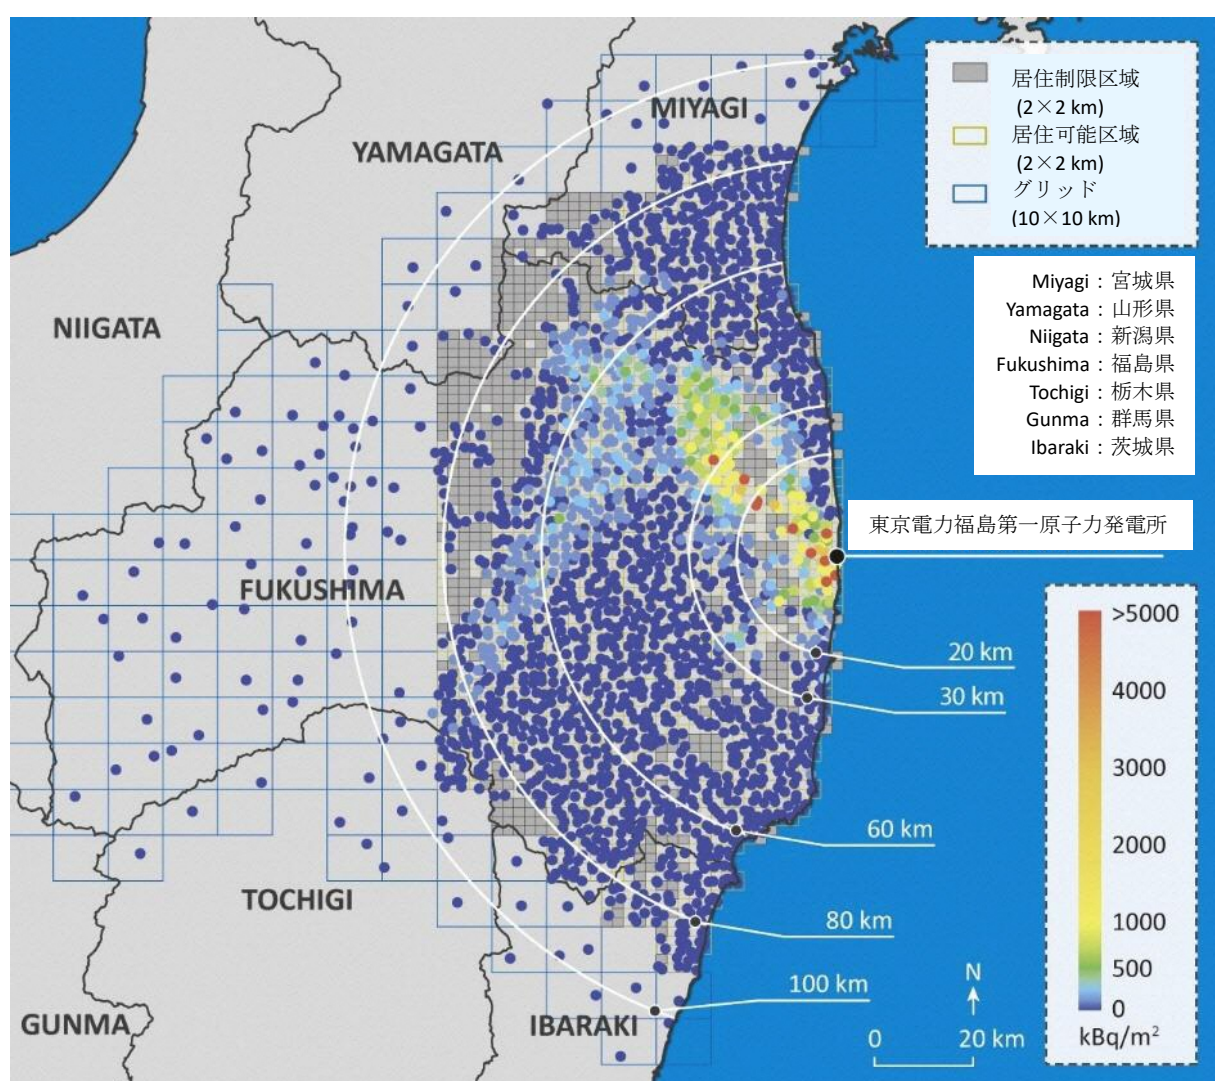 MIYAGI
YAMAGATA
NIIGATA
FUKUSHIMA
TOCHIGI
GUNMA
IBARAKI
居住制限区域
(2×2 km)
居住可能区域
(2×2 km)
グリッド
(10×10 km)
Miyagi：宮城県
Yamagata：山形県
Niigata：新潟県
Fukushima：福島県
Tochigi：栃木県
Gunma：群馬県
Ibaraki：茨城県
東京電力福島第一原子力発電所
20 km
30 km
60 km
80 km
100 km
N
0 20 km
>5000
4000
3000
2000
1000
500
0
kBq/m²